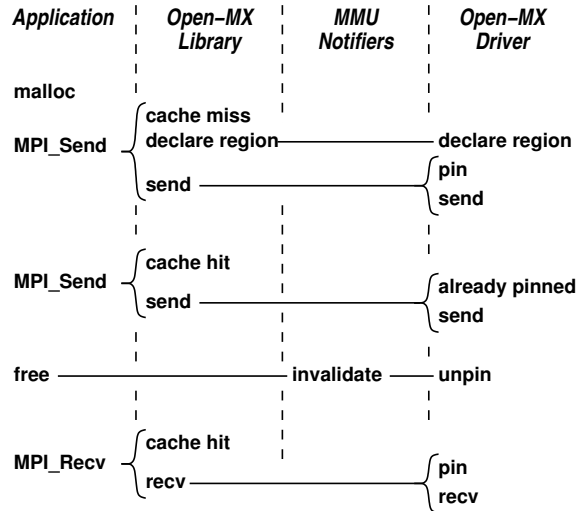 Application Open−MX MMU Open−MX
Library Notifiers Driver
malloc
cache miss
MPI_Send declare region declare region
pin
send
send
cache hit
MPI_Send already pinned
send
send
free invalidate unpin
cache hit
MPI_Recv pin
recv
recv